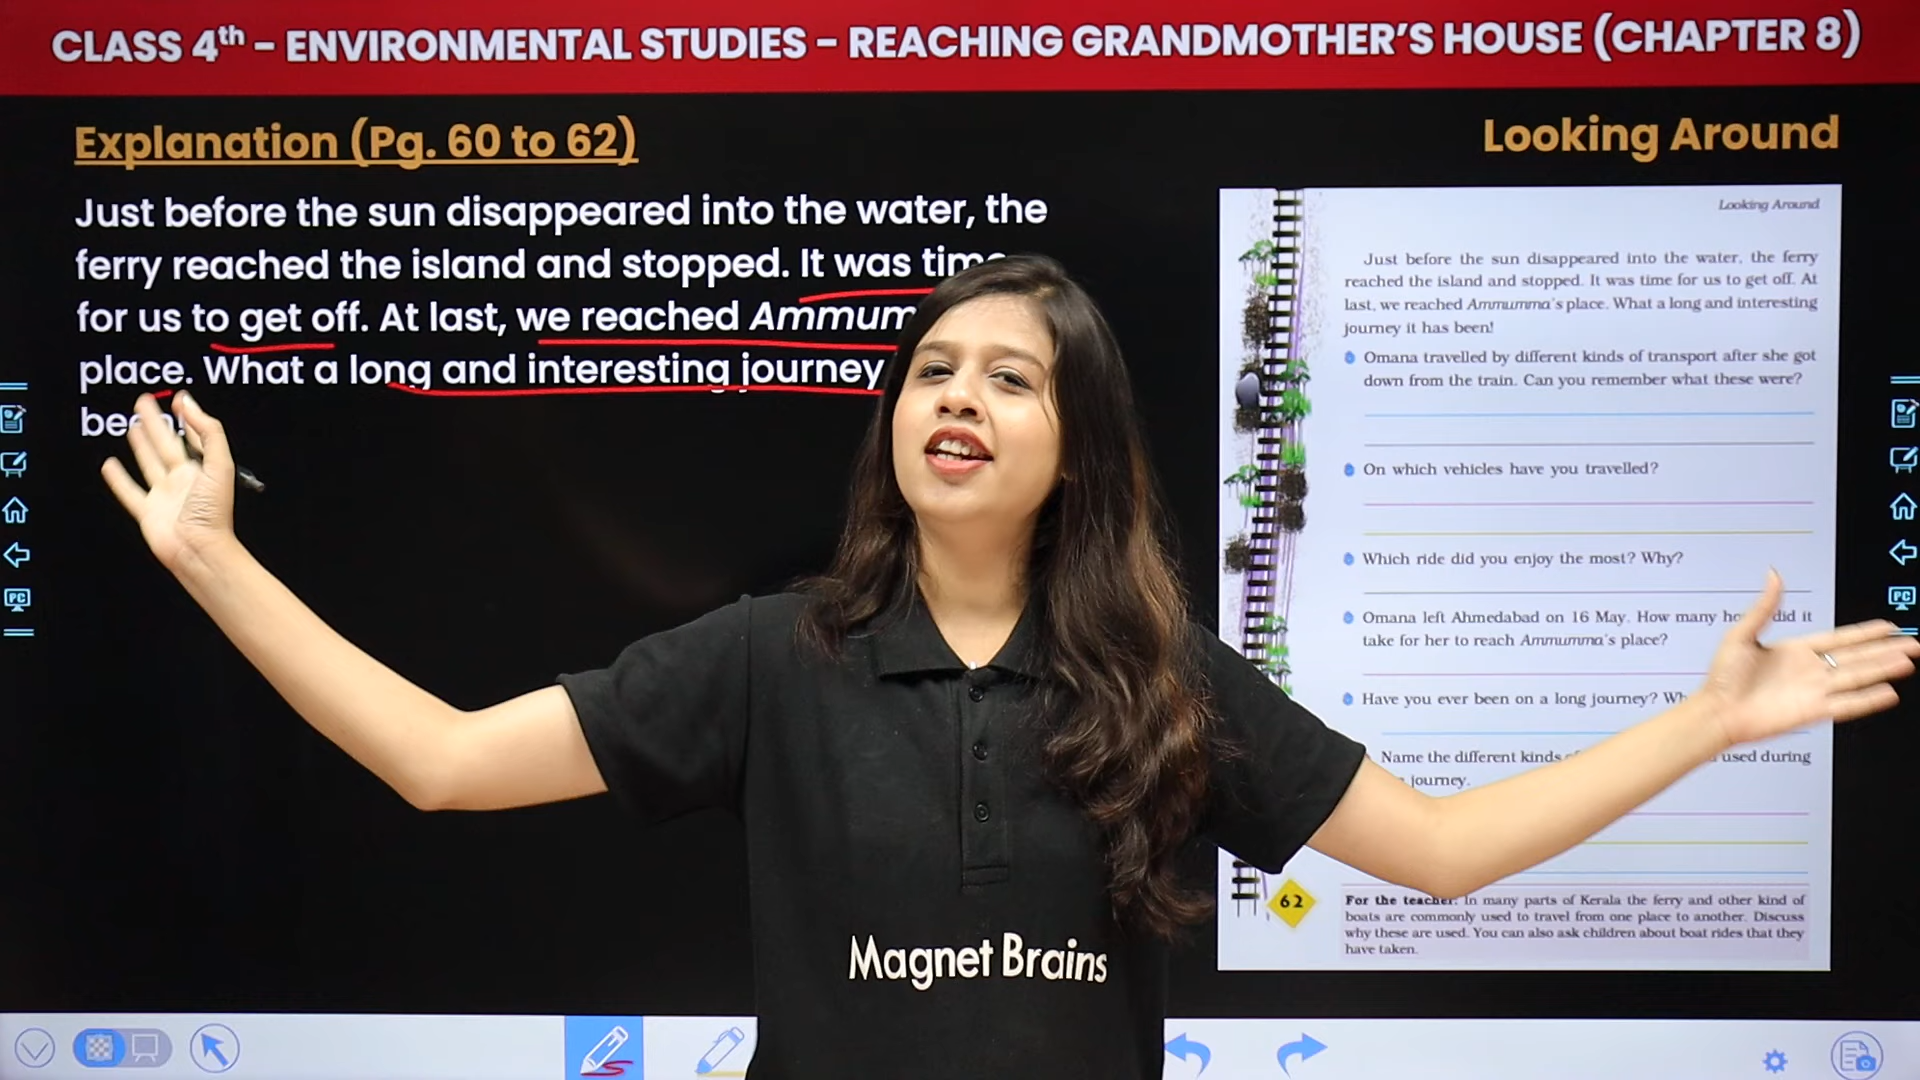 CLASS 4th – ENVIRONMENTAL STUDIES – REACHING GRANDMOTHER'S HOUSE (CHAPTER 8)
Explanation (Pg. 60 to 62)
Just before the sun disappeared into the water, the
ferry reached the island and stopped. It was time
for us to get off. At last, we reached Ammum
place. What a long and interesting journey
been!
Looking Around
Looking Around
Just before the sun disappeared into the water, the ferry
reached the island and stopped. It was time for us to get off. At
last, we reached Ammumma's place. What a long and interesting
journey it has been!
Omana travelled by different kinds of transport after she got
down from the train. Can you remember what these were?
On which vehicles have you travelled?
Which ride did you enjoy the most? Why?
Omana left Ahmedabad on 16 May. How many ho did it
take for her to reach Ammumma's place?
Have you ever been on a long journey? Wh
Name the different kinds used during
journey.
62
For the teacher: In many parts of Kerala the ferry and other kind of
boats are commonly used to travel from one place to another. Discuss
why these are used. You can also ask children about boat rides that they
have taken.
Magnet Brains
PC
PC